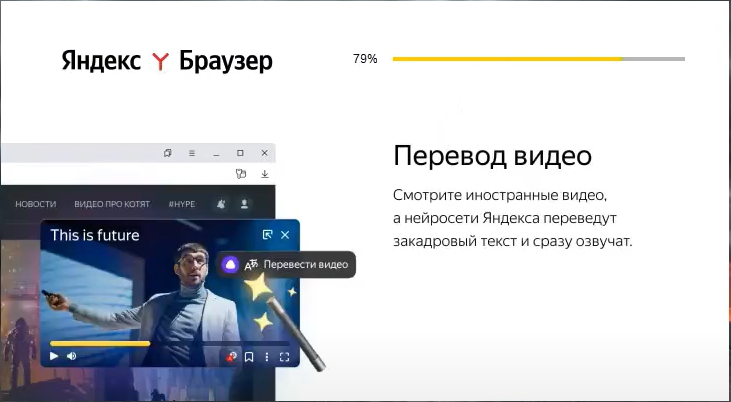 Яндекс Браузер
79%
Перевод видео
Смотрите иностранные видео,
а нейросети Яндекса переведут
закадровый текст и сразу озвучат.
НОВОСТИ ВИДЕО ПРО КОТЯТ #HYPE
This is future
Перевести видео